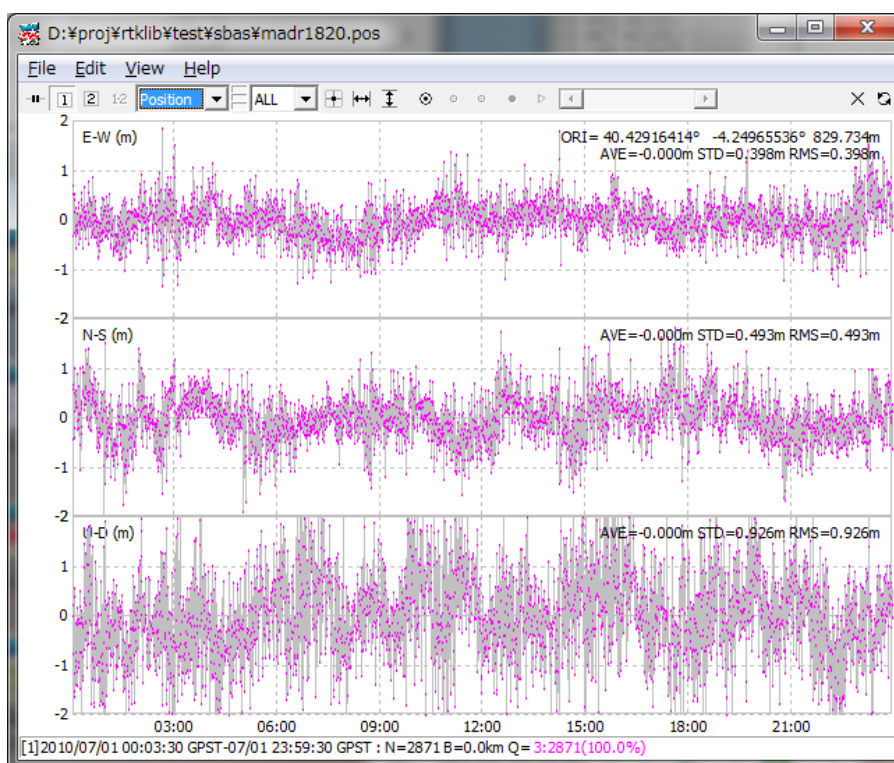 D:¥proj¥rtklib¥test¥sbas¥madr1820.pos
File Edit View Help
1 2 1-2 Position ALL
2
E-W (m)
ORI= 40.42916414° -4.24965536° 829.734m
AVE=-0.000m STD=0.398m RMS=0.398m
1
0
-1
-2
N-S (m)
AVE=-0.000m STD=0.493m RMS=0.493m
1
0
-1
-2
U-D (m)
AVE=-0.000m STD=0.926m RMS=0.926m
1
0
-1
-2
03:00 06:00 09:00 12:00 15:00 18:00 21:00
[1]2010/07/01 00:03:30 GPST-07/01 23:59:30 GPST : N=2871 B=0.0km Q= 3:2871(100.0%)